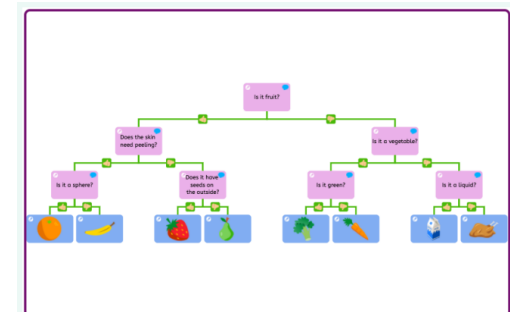 Is it fruit?
Does the skin
need peeling?
Is it a vegetable?
Is it a sphere?
Does it have
seeds on
the outside?
Is it green?
Is it a liquid?